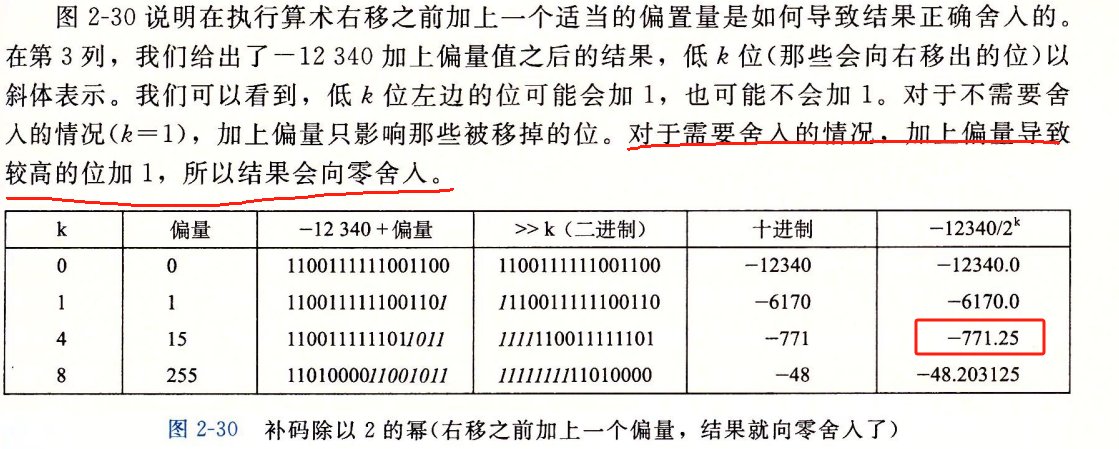 图 2-30 说明在执行算术右移之前加上一个适当的偏置量是如何导致结果正确舍入的。
在第 3 列，我们给出了－12 340 加上偏量值之后的结果，低 k 位(那些会向右移出的位)以
斜体表示。我们可以看到，低 k 位左边的位可能会加 1，也可能不会加 1。对于不需要舍
入的情况(k＝1)，加上偏量只影响那些被移掉的位。对于需要舍入的情况，加上偏量导致
较高的位加 1，所以结果会向零舍入。
k 偏量 －12 340＋偏量 >> k（二进制） 十进制 －12340/2ᵏ
0 0 1100111111001100 1100111111001100 －12340 －12340.0
1 1 1100111111001101 1110011111100110 －6170 －6170.0
4 15 1100111111011011 1111110011111101 －771 －771.25
8 255 1101000011001011 1111111111010000 －48 －48.203125
图 2-30 补码除以 2 的幂(右移之前加上一个偏量，结果就向零舍入了)